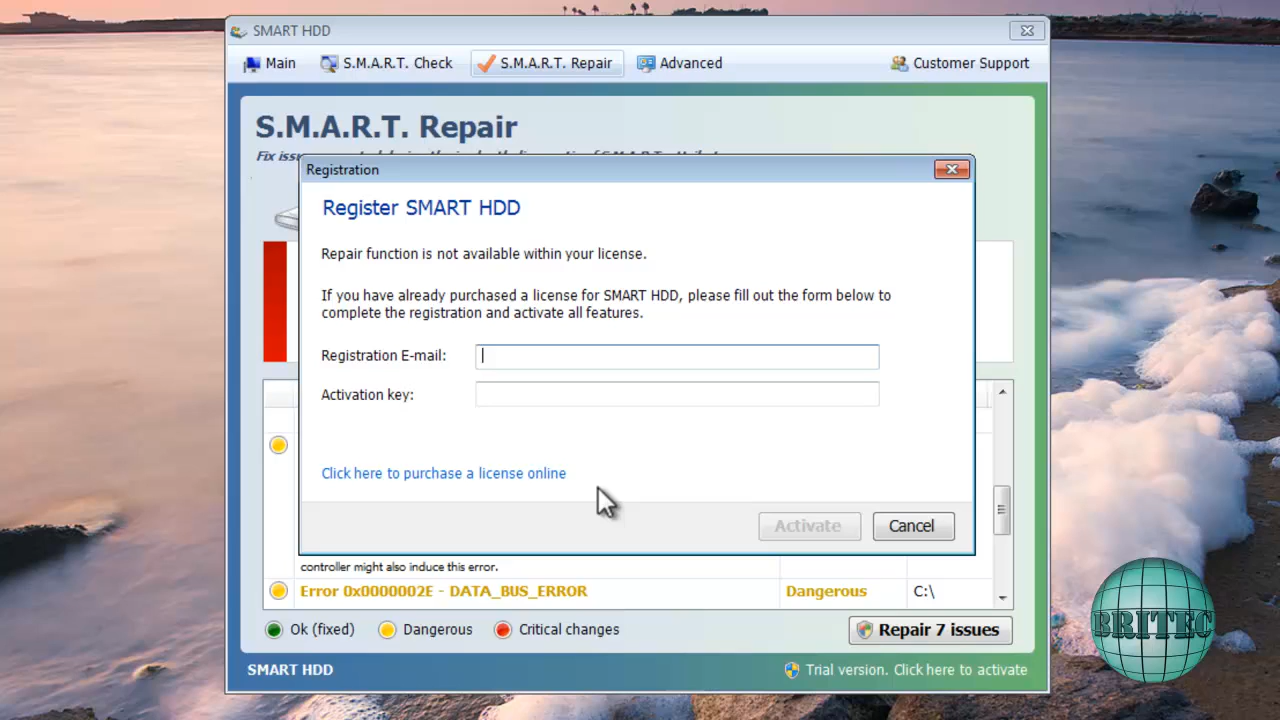 SMART HDD
Main
S.M.A.R.T. Check
S.M.A.R.T. Repair
Advanced
Customer Support
S.M.A.R.T. Repair
Registration
Register SMART HDD
Repair function is not available within your license.
If you have already purchased a license for SMART HDD, please fill out the form below to
complete the registration and activate all features.
Registration E-mail:
Activation key:
Click here to purchase a license online
Activate
Cancel
controller might also induce this error.
Error 0x0000002E - DATA_BUS_ERROR
Dangerous
C:\
Ok (fixed)
Dangerous
Critical changes
Repair 7 issues
SMART HDD
Trial version. Click here to activate
BRITEC